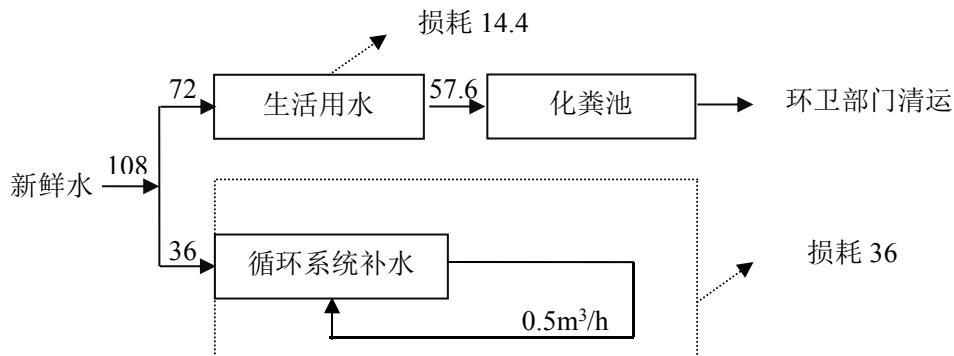 损耗 14.4
72
生活用水
57.6
化粪池
环卫部门清运
新鲜水
108
36
循环系统补水
损耗 36
0.5m³/h